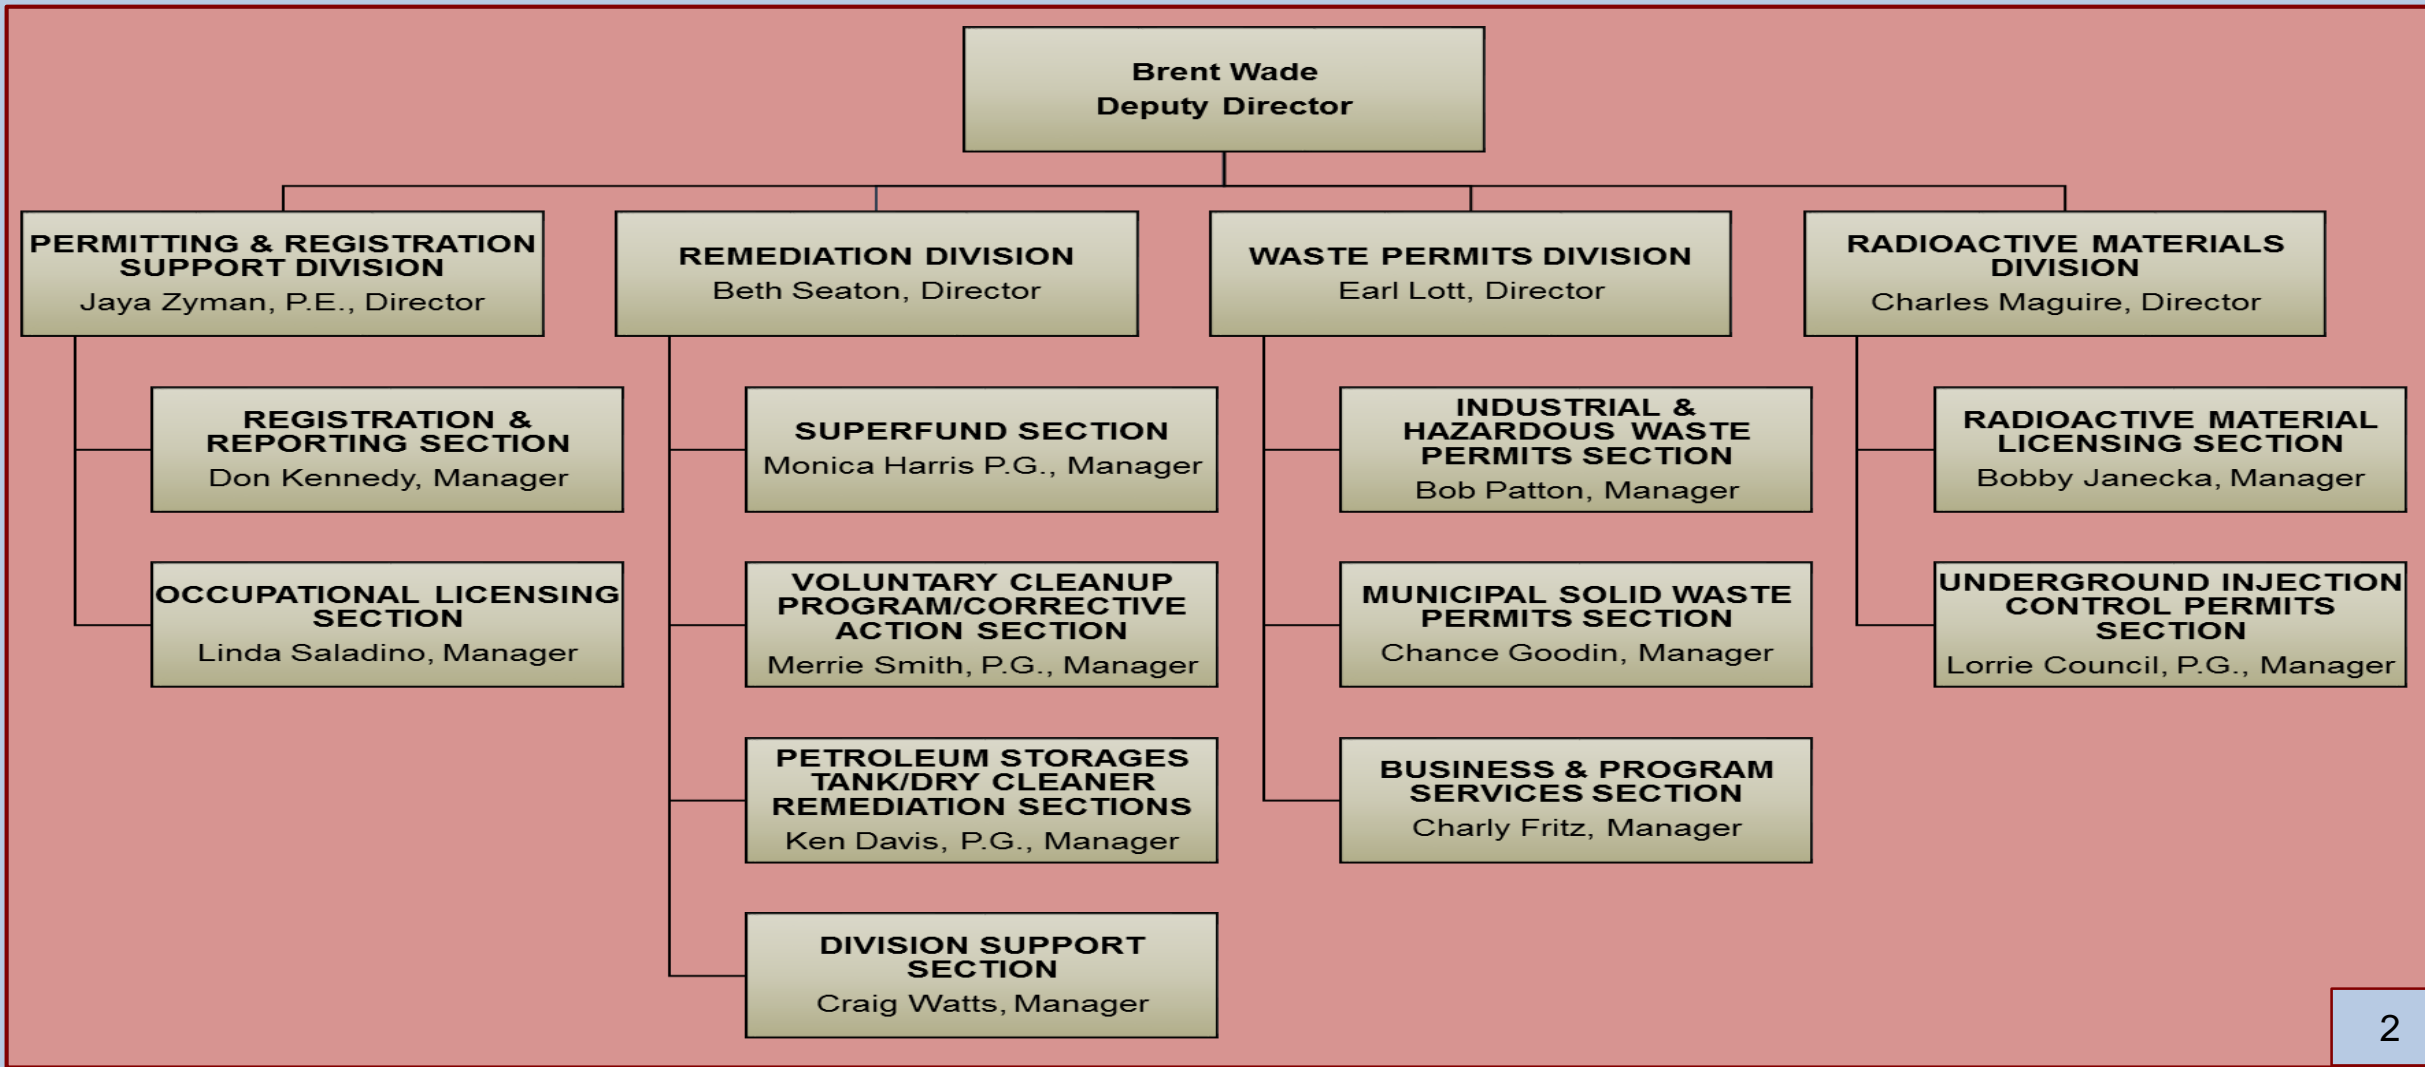 Brent Wade
Deputy Director
PERMITTING & REGISTRATION
SUPPORT DIVISION
Jaya Zyman, P.E., Director
REGISTRATION &
REPORTING SECTION
Don Kennedy, Manager
OCCUPATIONAL LICENSING
SECTION
Linda Saladino, Manager
REMEDIATION DIVISION
Beth Seaton, Director
SUPERFUND SECTION
Monica Harris P.G., Manager
VOLUNTARY CLEANUP
PROGRAM/CORRECTIVE
ACTION SECTION
Merrie Smith, P.G., Manager
PETROLEUM STORAGES
TANK/DRY CLEANER
REMEDIATION SECTIONS
Ken Davis, P.G., Manager
DIVISION SUPPORT
SECTION
Craig Watts, Manager
WASTE PERMITS DIVISION
Earl Lott, Director
INDUSTRIAL &
HAZARDOUS WASTE
PERMITS SECTION
Bob Patton, Manager
MUNICIPAL SOLID WASTE
PERMITS SECTION
Chance Goodin, Manager
BUSINESS & PROGRAM
SERVICES SECTION
Charly Fritz, Manager
RADIOACTIVE MATERIALS
DIVISION
Charles Maguire, Director
RADIOACTIVE MATERIAL
LICENSING SECTION
Bobby Janecka, Manager
UNDERGROUND INJECTION
CONTROL PERMITS
SECTION
Lorrie Council, P.G., Manager
2